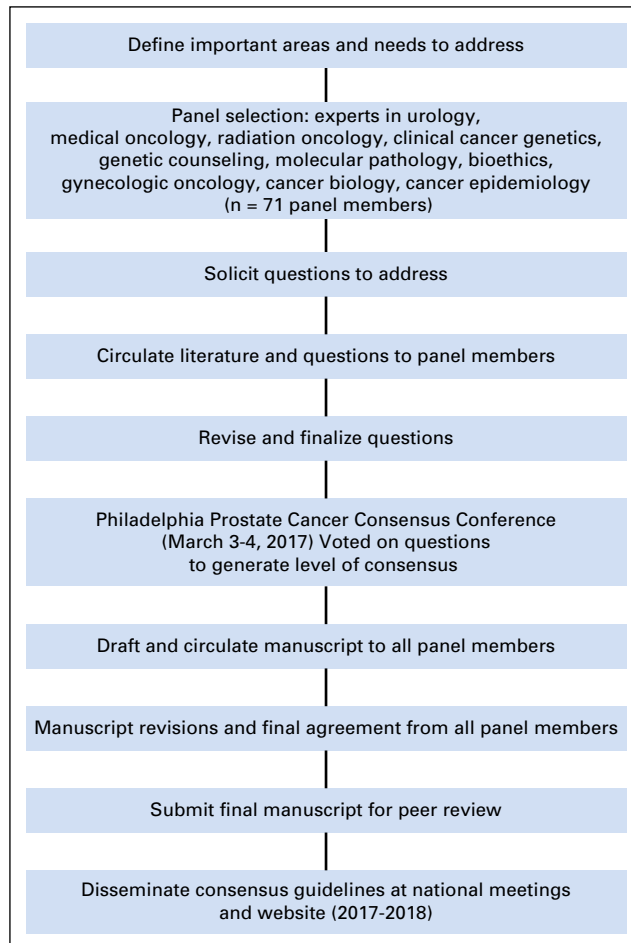 Define important areas and needs to address
Panel selection: experts in urology,
medical oncology, radiation oncology, clinical cancer genetics,
genetic counseling, molecular pathology, bioethics,
gynecologic oncology, cancer biology, cancer epidemiology
(n = 71 panel members)
Solicit questions to address
Circulate literature and questions to panel members
Revise and finalize questions
Philadelphia Prostate Cancer Consensus Conference
(March 3-4, 2017) Voted on questions
to generate level of consensus
Draft and circulate manuscript to all panel members
Manuscript revisions and final agreement from all panel members
Submit final manuscript for peer review
Disseminate consensus guidelines at national meetings
and website (2017-2018)